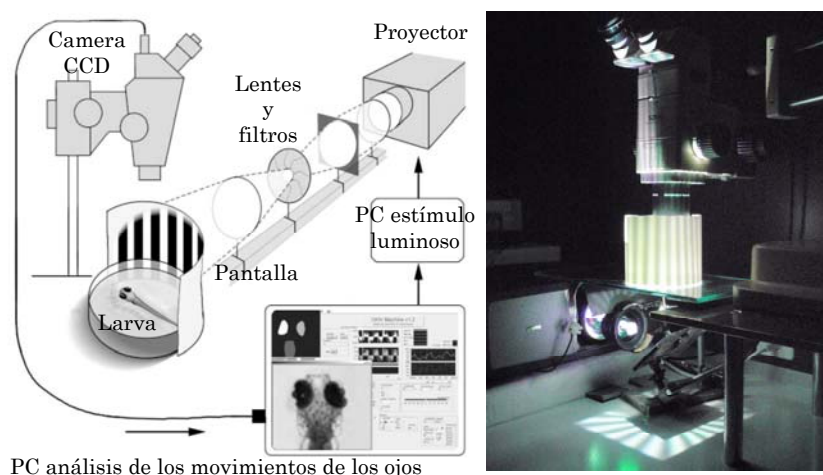 Camera
CCD
Proyector
Lentes
y
filtros
PC estímulo
luminoso
Pantalla
Larva
PC análisis de los movimientos de los ojos